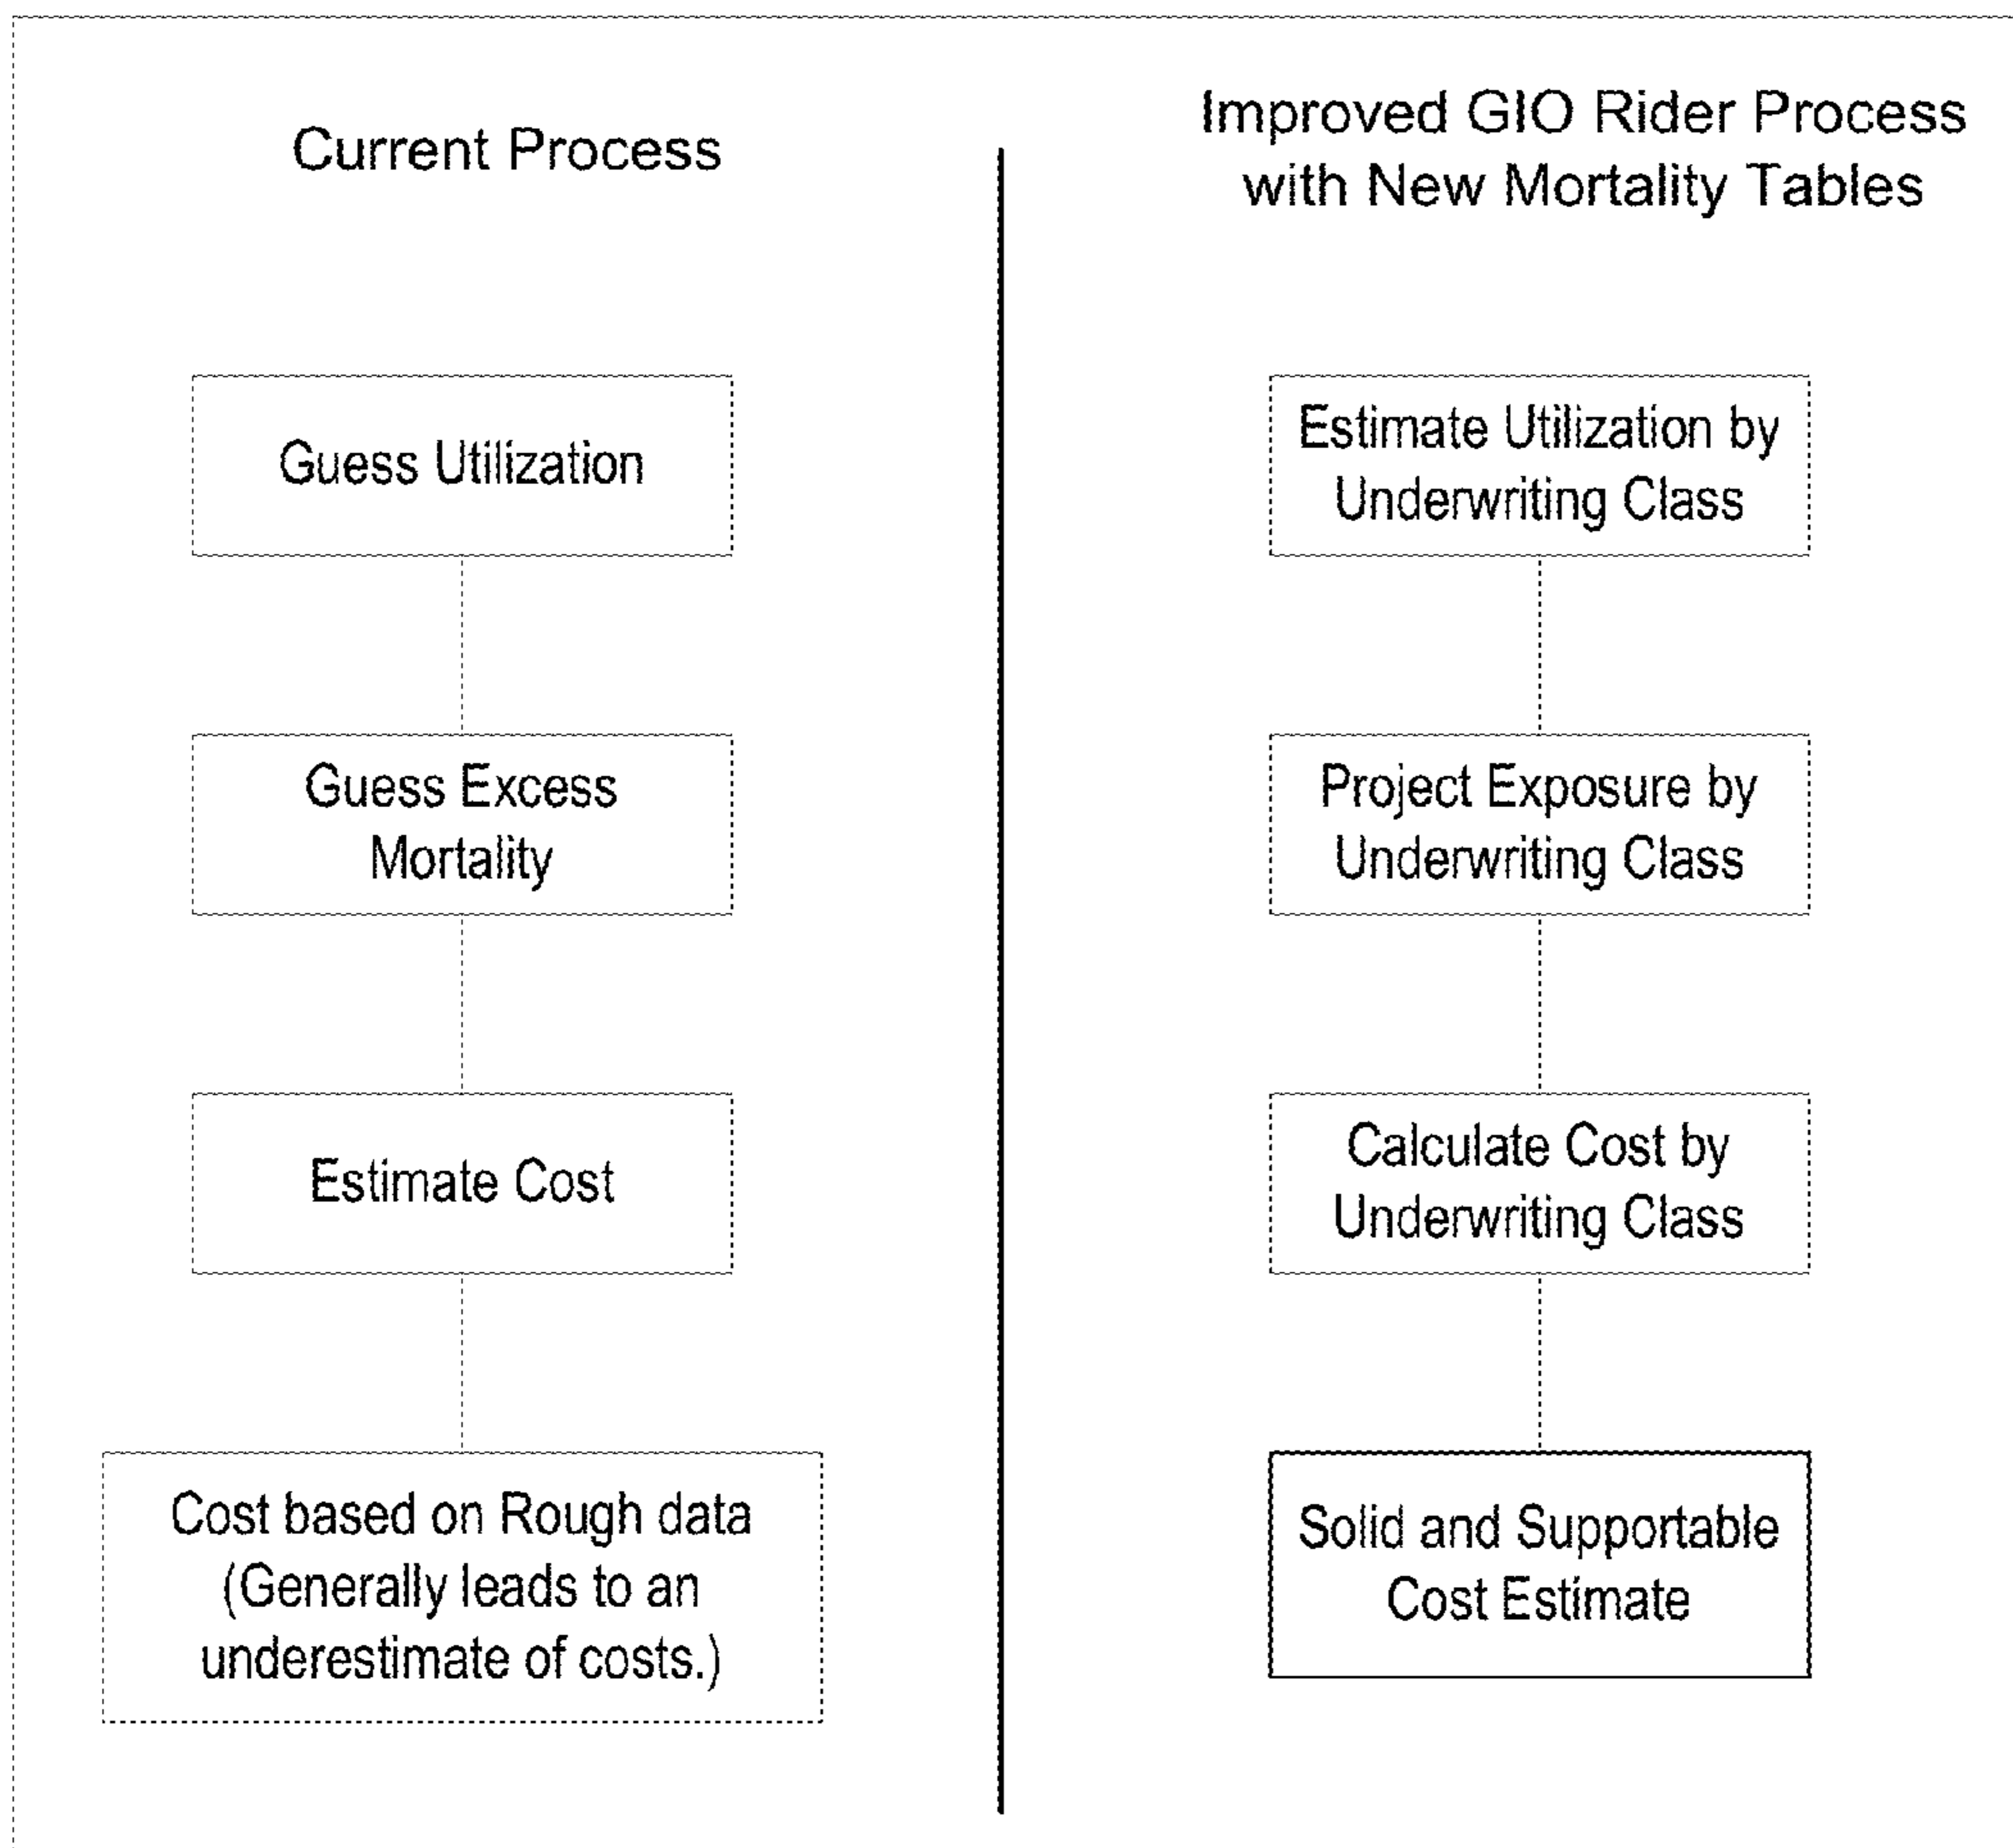 Current Process
Guess Utilization
Guess Excess
Mortality
Estimate Cost
Cost based on Rough data
(Generally leads to an
underestimate of costs.)
Improved GIO Rider Process
with New Mortality Tables
Estimate Utilization by
Underwriting Class
Project Exposure by
Underwriting Class
Calculate Cost by
Underwriting Class
Solid and Supportable
Cost Estimate